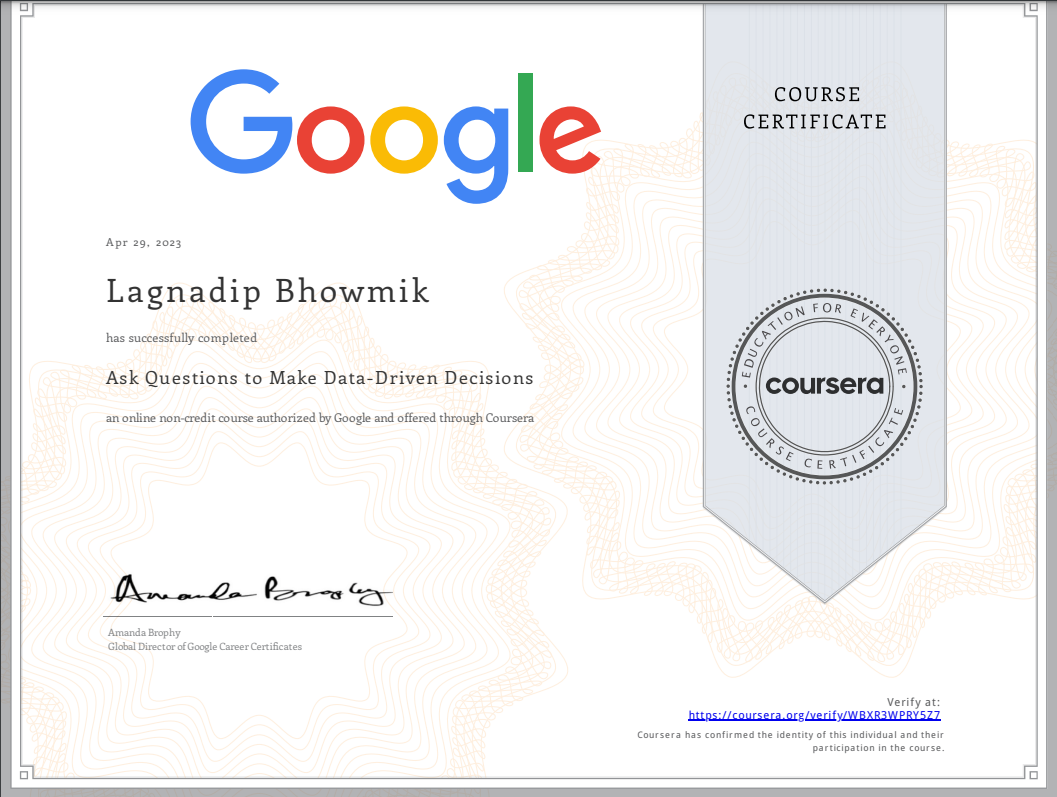 Google
COURSE
CERTIFICATE
Apr 29, 2023
Lagnadip Bhowmik
has successfully completed
Ask Questions to Make Data-Driven Decisions
an online non-credit course authorized by Google and offered through Coursera
EDUCATION FOR EVERYONE
coursera
COURSE CERTIFICATE
Amanda Brophy
Amanda Brophy
Global Director of Google Career Certificates
Verify at:
https://coursera.org/verify/WBXR3WPRY5Z7
Coursera has confirmed the identity of this individual and their
participation in the course.